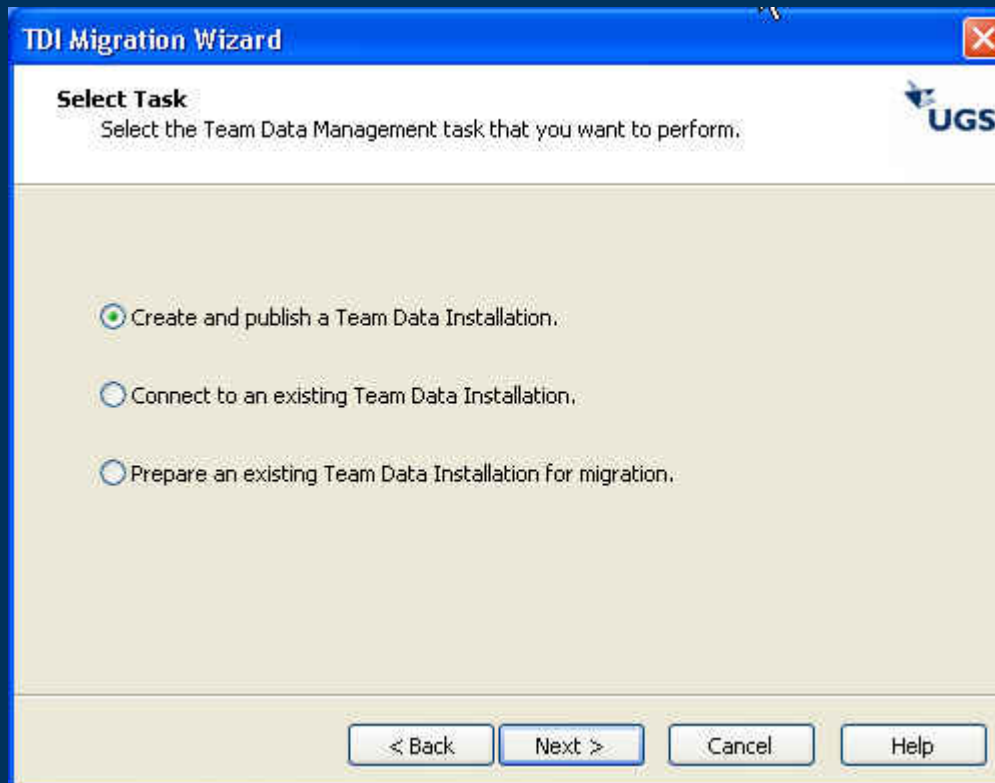 TDI Migration Wizard
Select Task
Select the Team Data Management task that you want to perform.
UGS
Create and publish a Team Data Installation.
Connect to an existing Team Data Installation.
Prepare an existing Team Data Installation for migration.
< Back Next > Cancel Help